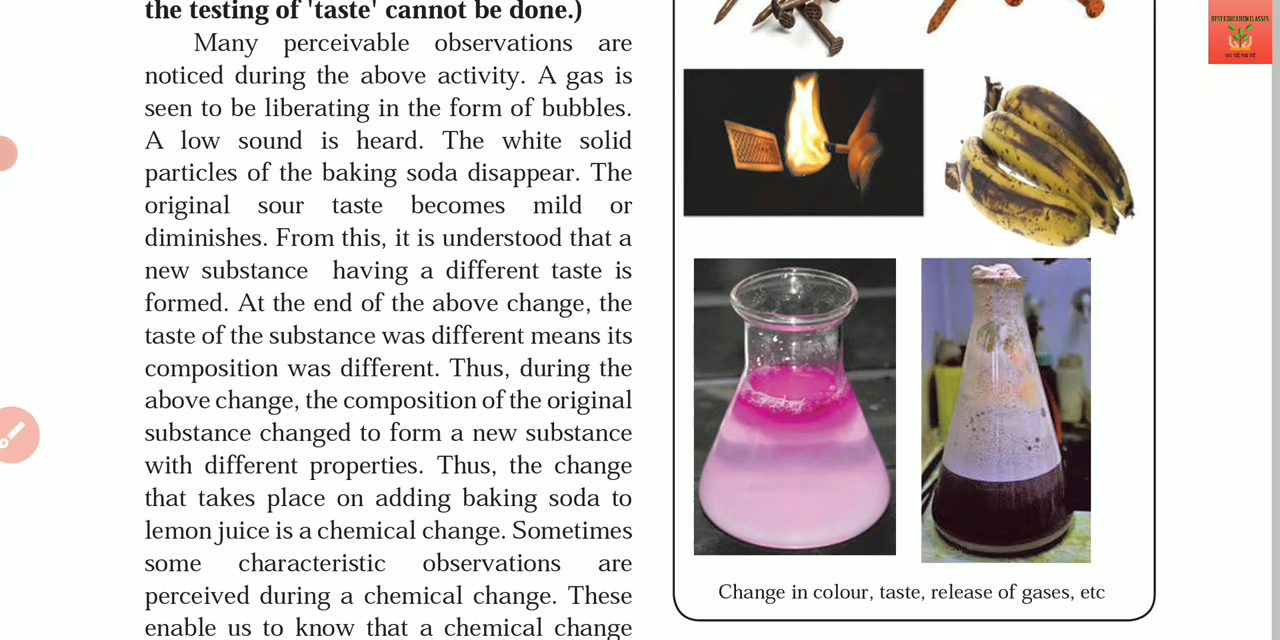 the testing of 'taste' cannot be done.)
Many perceivable observations are
noticed during the above activity. A gas is
seen to be liberating in the form of bubbles.
A low sound is heard. The white solid
particles of the baking soda disappear. The
original sour taste becomes mild or
diminishes. From this, it is understood that a
new substance having a different taste is
formed. At the end of the above change, the
taste of the substance was different means its
composition was different. Thus, during the
above change, the composition of the original
substance changed to form a new substance
with different properties. Thus, the change
that takes place on adding baking soda to
lemon juice is a chemical change. Sometimes
some characteristic observations are
perceived during a chemical change. These
enable us to know that a chemical change
BEST EDUCATION CLASSES
Change in colour, taste, release of gases, etc